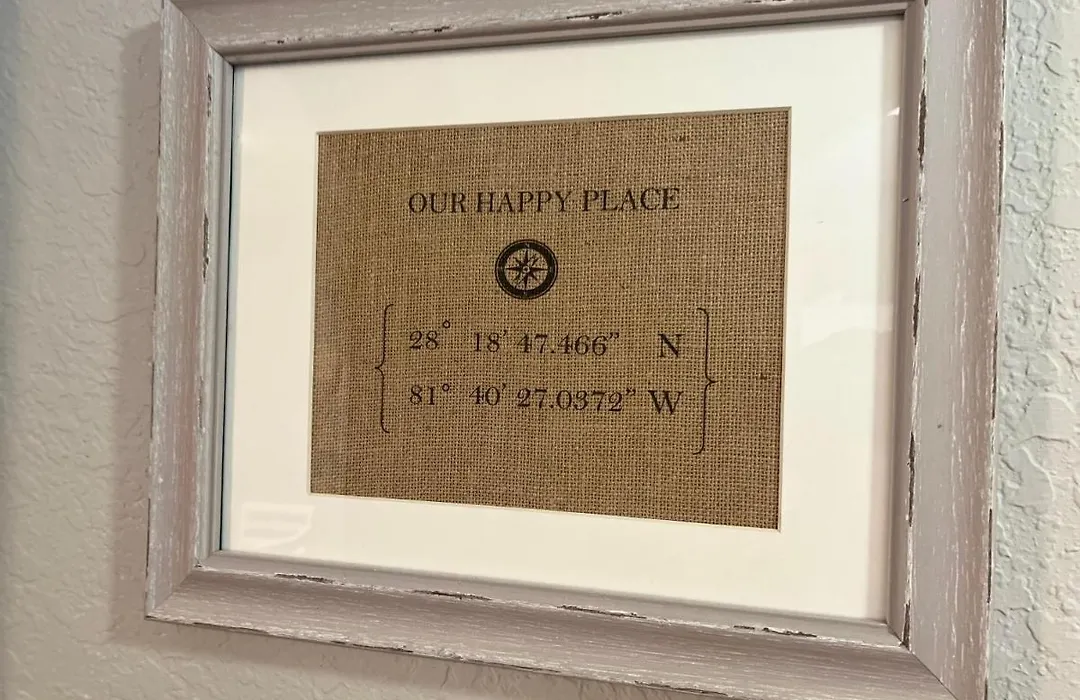 OUR HAPPY PLACE
28° 18' 47.466" N
81° 40' 27.0372" W